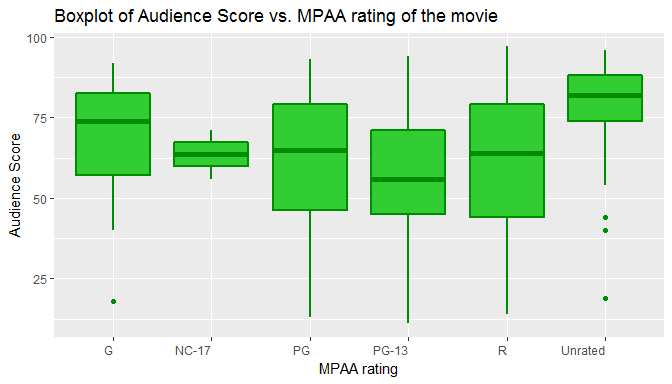 Boxplot of Audience Score vs. MPAA rating of the movie
100
75
50
25
Audience Score
G NC-17 PG PG-13 R Unrated
MPAA rating